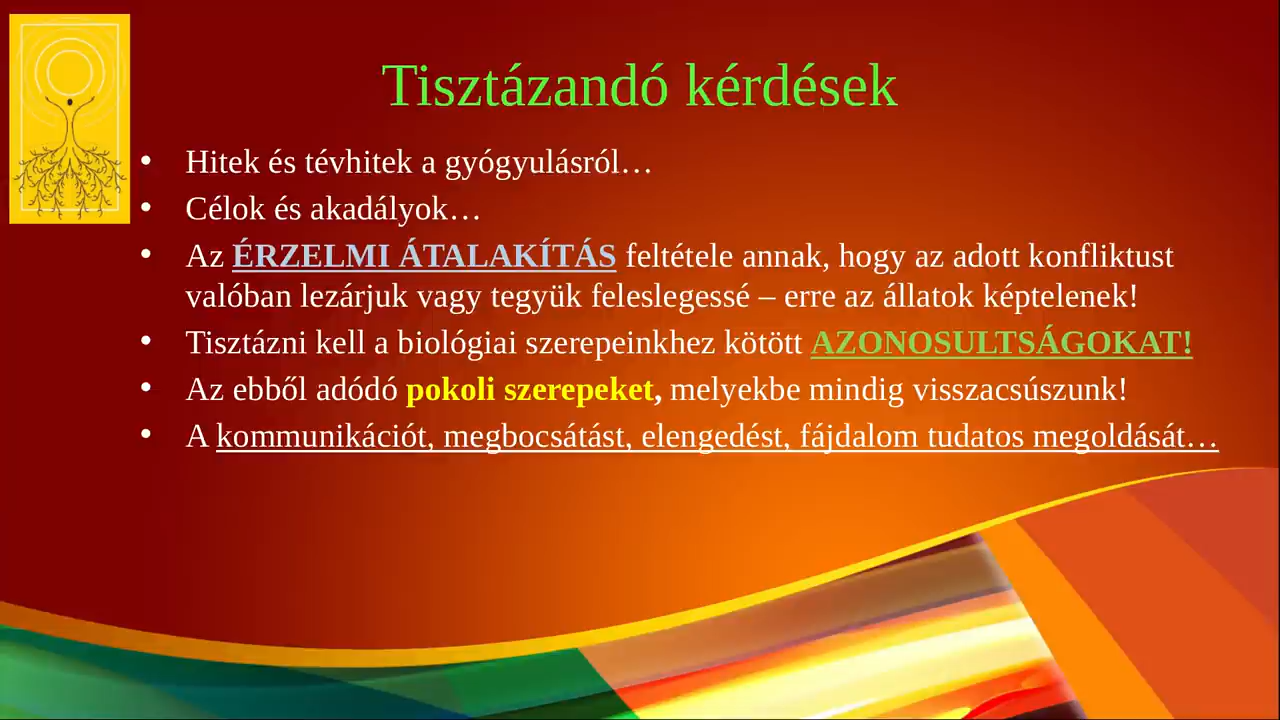 Tisztázandó kérdések
• Hitek és tévhitek a gyógyulásról…
• Célok és akadályok…
• Az ÉRZELMI ÁTALAKÍTÁS feltétele annak, hogy az adott konfliktust
valóban lezárjuk vagy tegyük feleslegessé – erre az állatok képtelenek!
• Tisztázni kell a biológiai szerepeinkhez kötött AZONOSULTSÁGOKAT!
• Az ebből adódó pokoli szerepeket, melyekbe mindig visszacsúszunk!
• A kommunikációt, megbocsátást, elengedést, fájdalom tudatos megoldását…